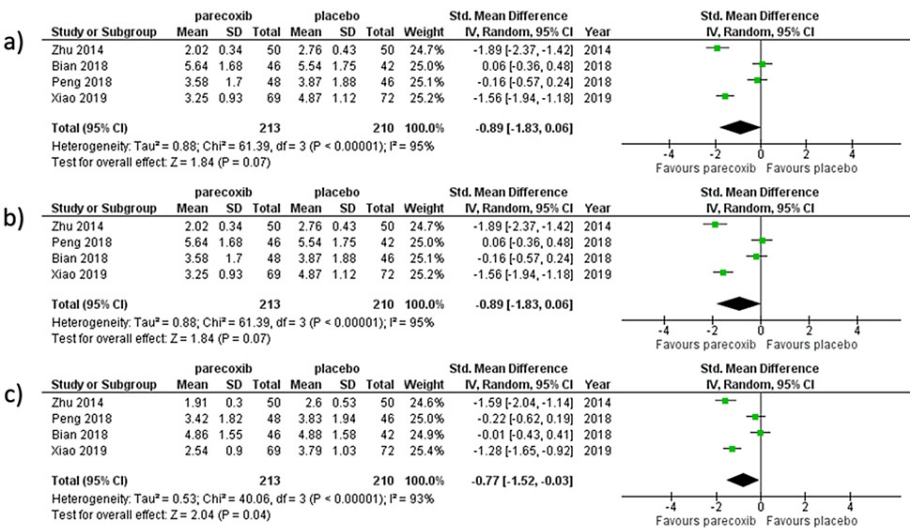 a)
parecoxib placebo Std. Mean Difference Std. Mean Difference
Study or Subgroup Mean SD Total Mean SD Total Weight IV, Random, 95% CI Year IV, Random, 95% CI
Zhu 2014 2.02 0.34 50 2.76 0.43 50 24.7% -1.89 [-2.37, -1.42] 2014
Bian 2018 5.64 1.68 46 5.54 1.75 42 25.0% 0.06 [-0.36, 0.48] 2018
Peng 2018 3.58 1.7 48 3.87 1.88 46 25.1% -0.16 [-0.57, 0.24] 2018
Xiao 2019 3.25 0.93 69 4.87 1.12 72 25.2% -1.56 [-1.94, -1.18] 2019
Total (95% CI) 213 210 100.0% -0.89 [-1.83, 0.06]
Heterogeneity: Tau² = 0.88; Chi² = 61.39, df = 3 (P < 0.00001); I² = 95%
Test for overall effect: Z = 1.84 (P = 0.07)
-4 -2 0 2 4
Favours parecoxib Favours placebo
b)
parecoxib placebo Std. Mean Difference Std. Mean Difference
Study or Subgroup Mean SD Total Mean SD Total Weight IV, Random, 95% CI Year IV, Random, 95% CI
Zhu 2014 2.02 0.34 50 2.76 0.43 50 24.7% -1.89 [-2.37, -1.42] 2014
Peng 2018 5.64 1.68 46 5.54 1.75 42 25.0% 0.06 [-0.36, 0.48] 2018
Bian 2018 3.58 1.7 48 3.87 1.88 46 25.1% -0.16 [-0.57, 0.24] 2018
Xiao 2019 3.25 0.93 69 4.87 1.12 72 25.2% -1.56 [-1.94, -1.18] 2019
Total (95% CI) 213 210 100.0% -0.89 [-1.83, 0.06]
Heterogeneity: Tau² = 0.88; Chi² = 61.39, df = 3 (P < 0.00001); I² = 95%
Test for overall effect: Z = 1.84 (P = 0.07)
-4 -2 0 2 4
Favours parecoxib Favours placebo
c)
parecoxib placebo Std. Mean Difference Std. Mean Difference
Study or Subgroup Mean SD Total Mean SD Total Weight IV, Random, 95% CI Year IV, Random, 95% CI
Zhu 2014 1.91 0.3 50 2.6 0.53 50 24.6% -1.59 [-2.04, -1.14] 2014
Peng 2018 3.42 1.82 48 3.83 1.94 46 25.0% -0.22 [-0.62, 0.19] 2018
Bian 2018 4.86 1.55 46 4.88 1.58 42 24.9% -0.01 [-0.43, 0.41] 2018
Xiao 2019 2.54 0.9 69 3.79 1.03 72 25.4% -1.28 [-1.65, -0.92] 2019
Total (95% CI) 213 210 100.0% -0.77 [-1.52, -0.03]
Heterogeneity: Tau² = 0.53; Chi² = 40.06, df = 3 (P < 0.00001); I² = 93%
Test for overall effect: Z = 2.04 (P = 0.04)
-4 -2 0 2 4
Favours parecoxib Favours placebo